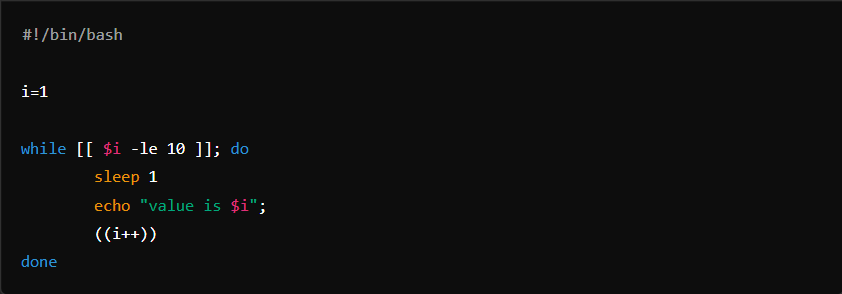 #!/bin/bash
i=1
while [[ $i -le 10 ]]; do
sleep 1
echo "value is $i";
((i++))
done